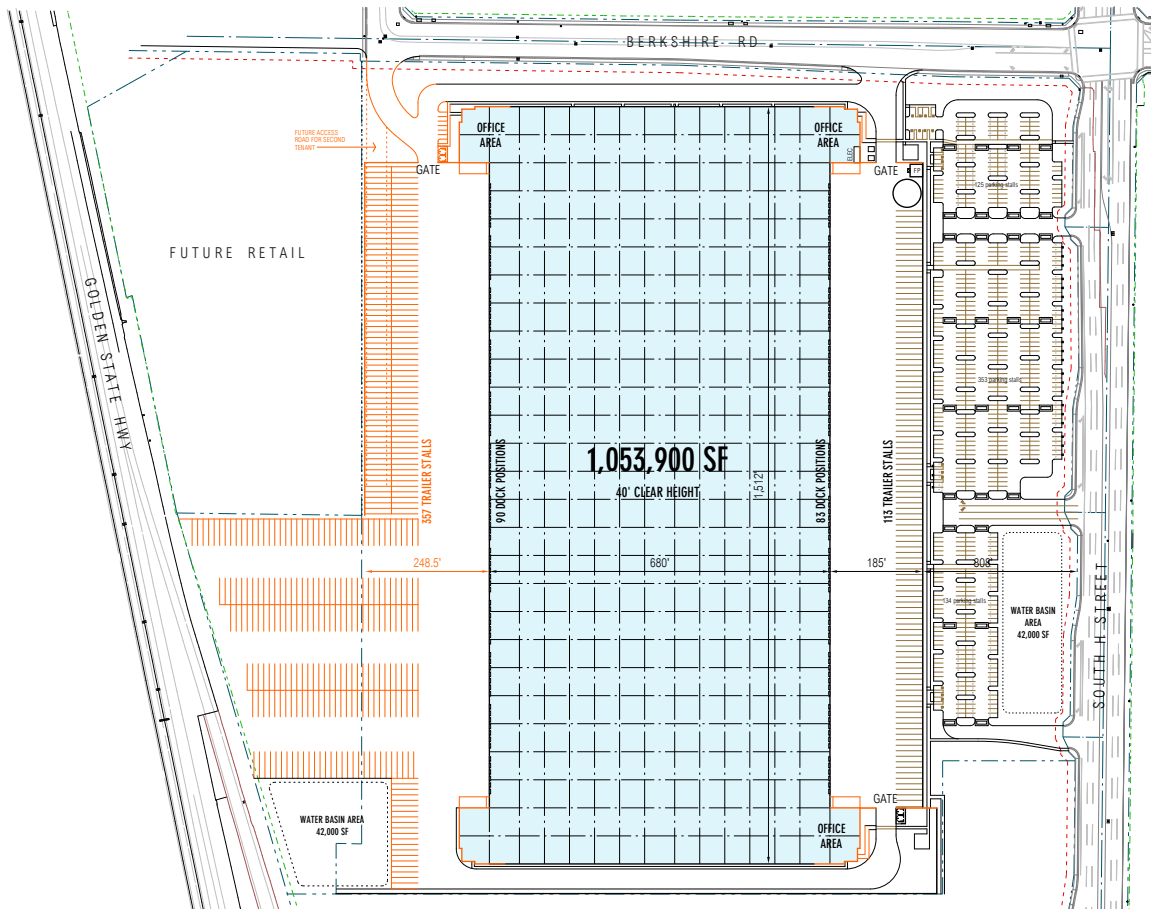 BERKSHIRE RD
OFFICE
AREA
OFFICE
AREA
FUTURE ACCESS
ROAD FOR SECOND
TENANT
ELEC
GATE
GATE
FP
125 parking stalls
FUTURE RETAIL
GOLDEN STATE HWY
353 parking stalls
357 TRAILER STALLS
90 DOCK POSITIONS
1,053,900 SF
40' CLEAR HEIGHT
1,512'
83 DOCK POSITIONS
113 TRAILER STALLS
248.5'
680'
185'
808'
134 parking stalls
WATER BASIN
AREA
42,000 SF
SOUTH H STREET
GATE
WATER BASIN AREA
42,000 SF
OFFICE
AREA